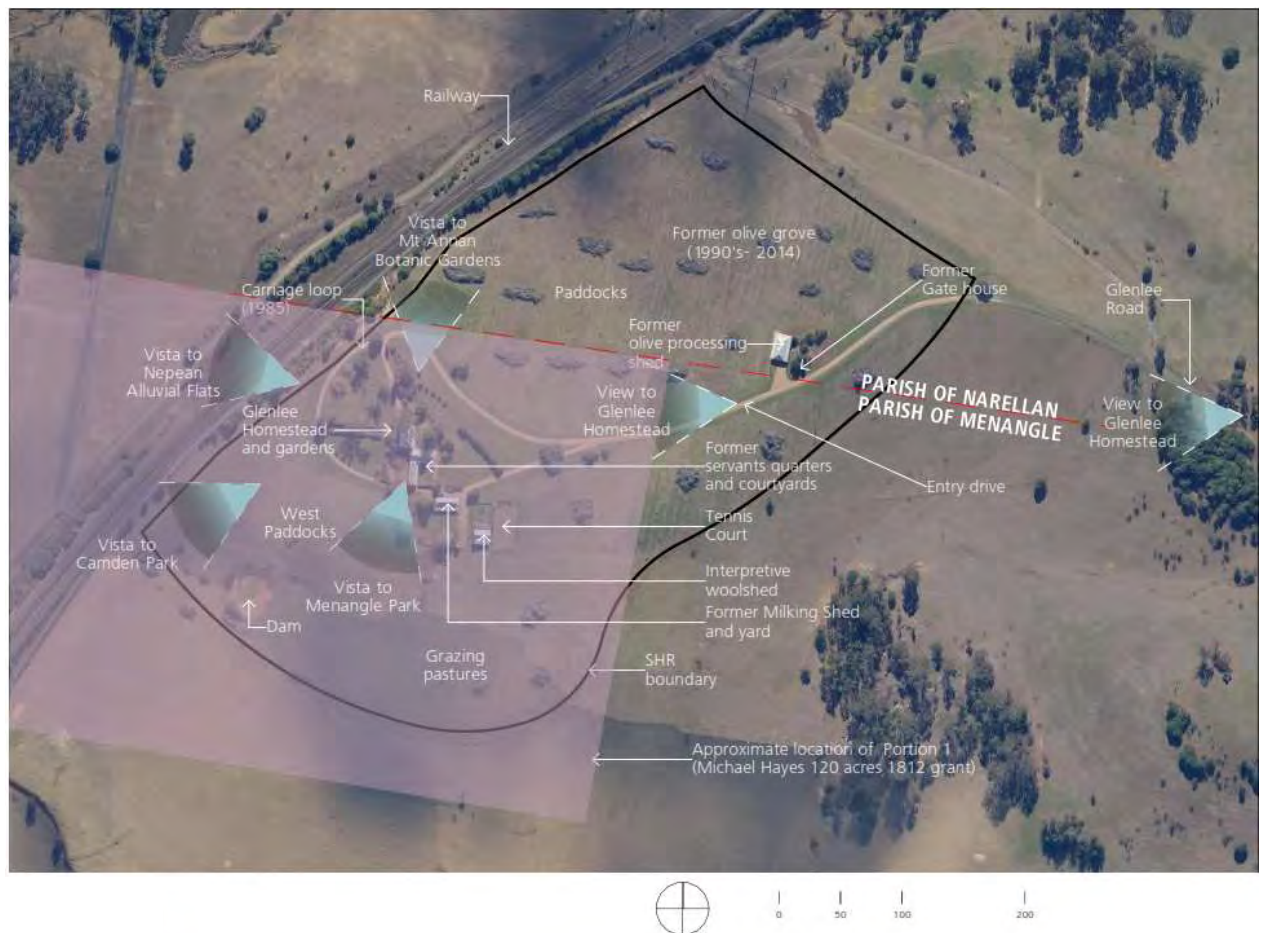 Railway
Vista to
Mt Annan
Botanic Gardens
Former olive grove
(1990's- 2014)
Former
Gate house
Carriage loop
(1985)
Paddocks
Glenlee
Road
Former
olive processing
shed
Vista to
Nepean
Alluvial Flats
PARISH OF NARELLAN
PARISH OF MENANGLE
View to
Glenlee
Homestead
View to
Glenlee
Homestead
Glenlee
Homestead
and gardens
Former
servants quarters
and courtyards
Entry drive
West
Paddocks
Tennis
Court
Vista to
Camden Park
Interpretive
woolshed
Vista to
Menangle Park
Former Milking Shed
and yard
Dam
Grazing
pastures
SHR
boundary
Approximate location of Portion 1
(Michael Hayes 120 acres 1812 grant)
0 50 100 200